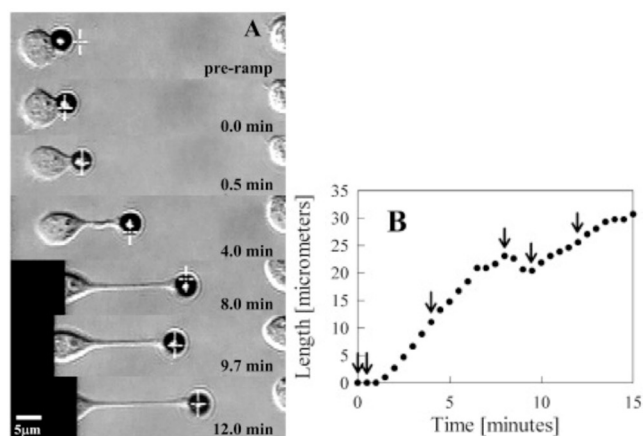 A
pre-ramp
0.0 min
0.5 min
4.0 min
8.0 min
9.7 min
12.0 min
5μm
B
Length [micrometers]
35
30
25
20
15
10
5
0
0 5 10 15
Time [minutes]